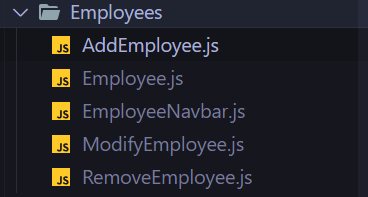 Employees
JS AddEmployee.js
JS Employee.js
JS EmployeeNavbar.js
JS ModifyEmployee.js
JS RemoveEmployee.js